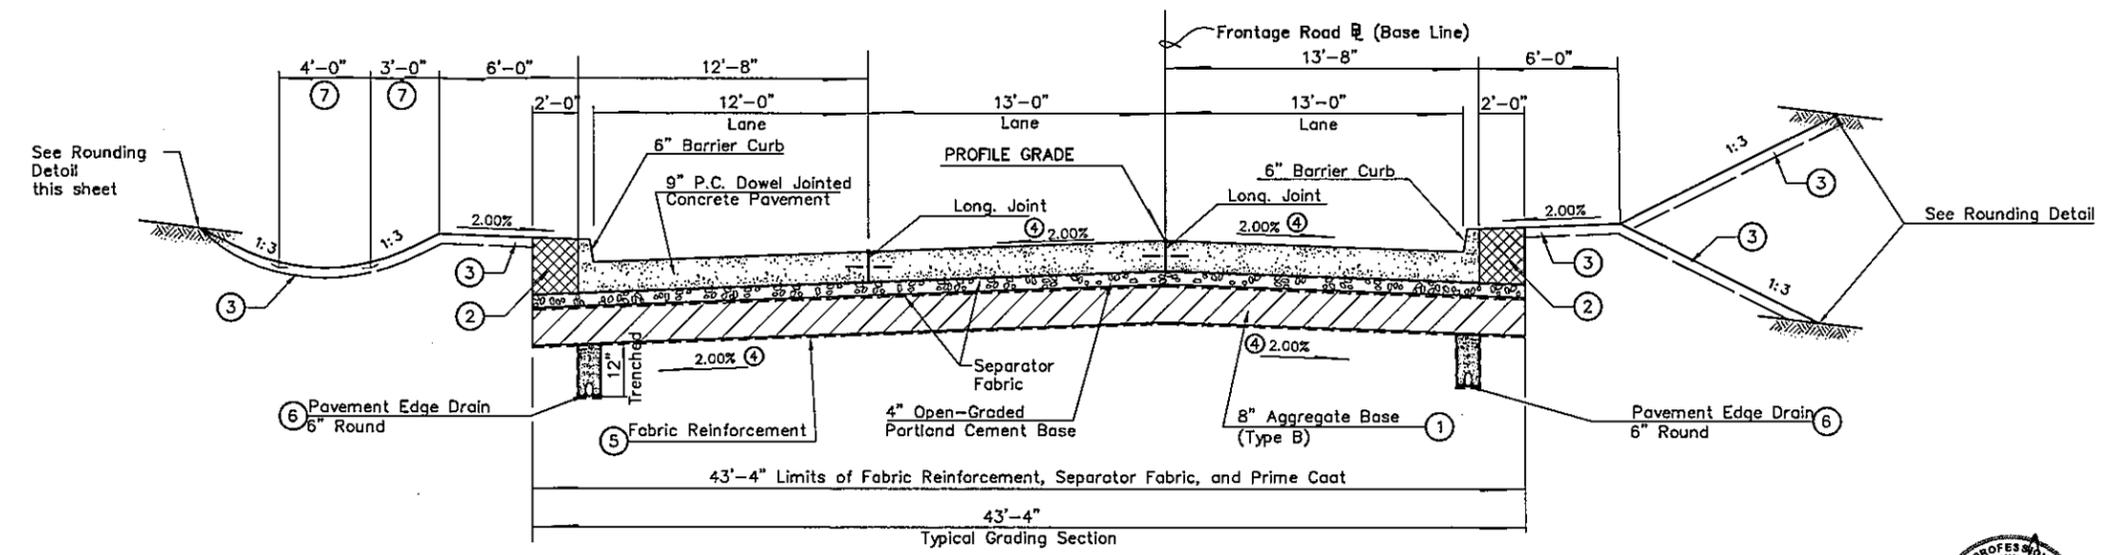 Frontage Road ℄ (Base Line)
4'-0" 3'-0" 6'-0" 12'-8" 13'-8" 6'-0"
7 7
2'-0" 12'-0" 13'-0" 13'-0" 2'-0"
Lane Lane Lane
See Rounding
Detail
this sheet
6" Barrier Curb
PROFILE GRADE
6" Barrier Curb
9" P.C. Dowel Jointed
Concrete Pavement
Long. Joint
Long. Joint
1:3
3
See Rounding Detail
2.00%
4 2.00%
2.00% 4
2.00%
1:3 1:3
3
3
3
3
2
2
1:3
12"
Trenched
2.00% 4
4 2.00%
Separator
Fabric
6 Pavement Edge Drain
6" Round
5 Fabric Reinforcement
4" Open-Graded
Portland Cement Base
8" Aggregate Base
(Type B)
1
Pavement Edge Drain 6
6" Round
43'-4" Limits of Fabric Reinforcement, Separator Fabric, and Prime Coat
43'-4"
Typical Grading Section